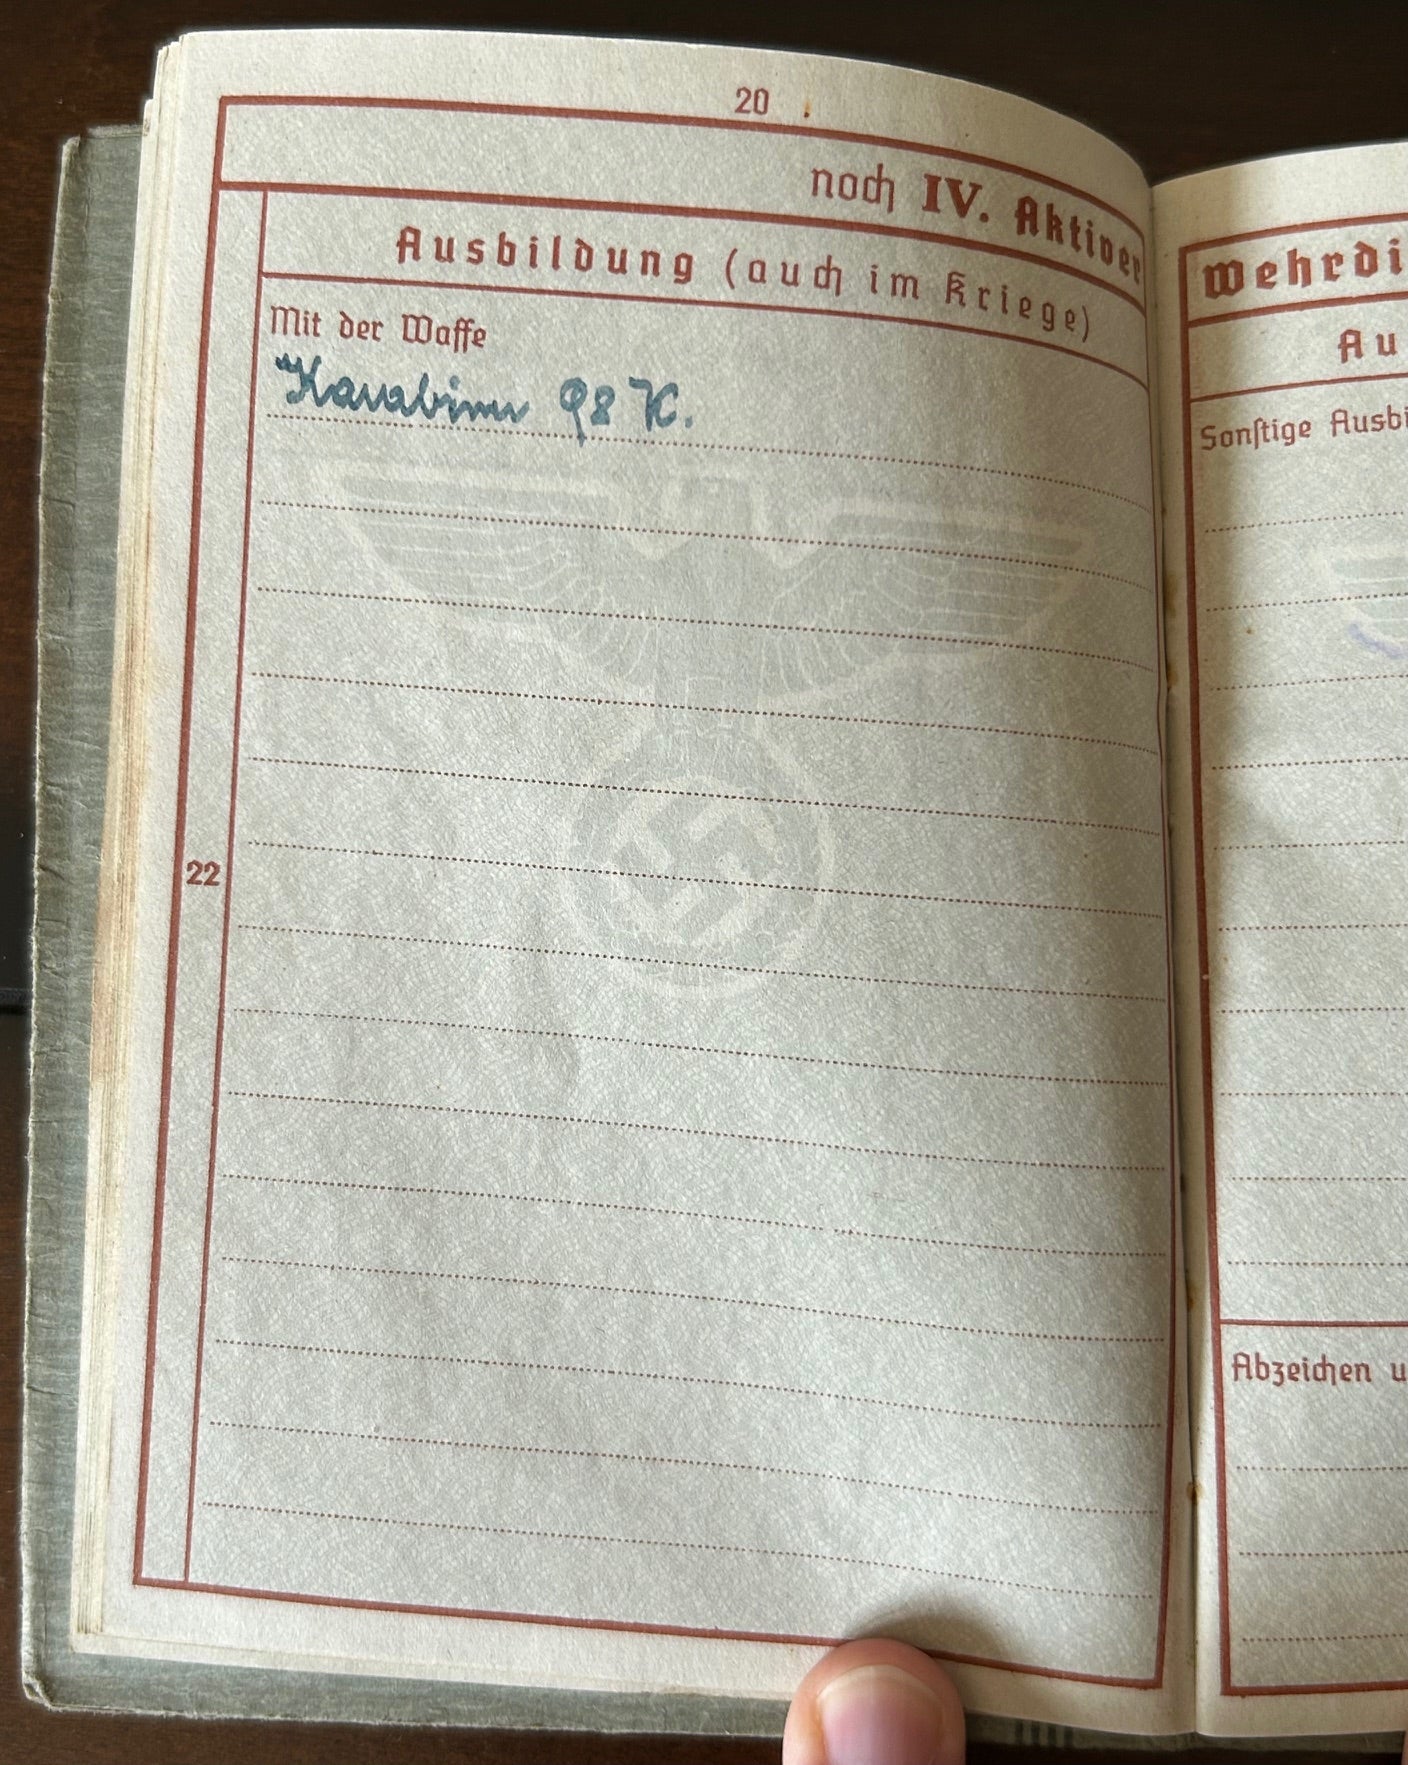 20
noch IV. Aktiver
Ausbildung (auch im Kriege)
Mit der Waffe
Karabiner 98 K.
22
Wehrdi
Au
Sonſtige Ausbi
Abzeichen u